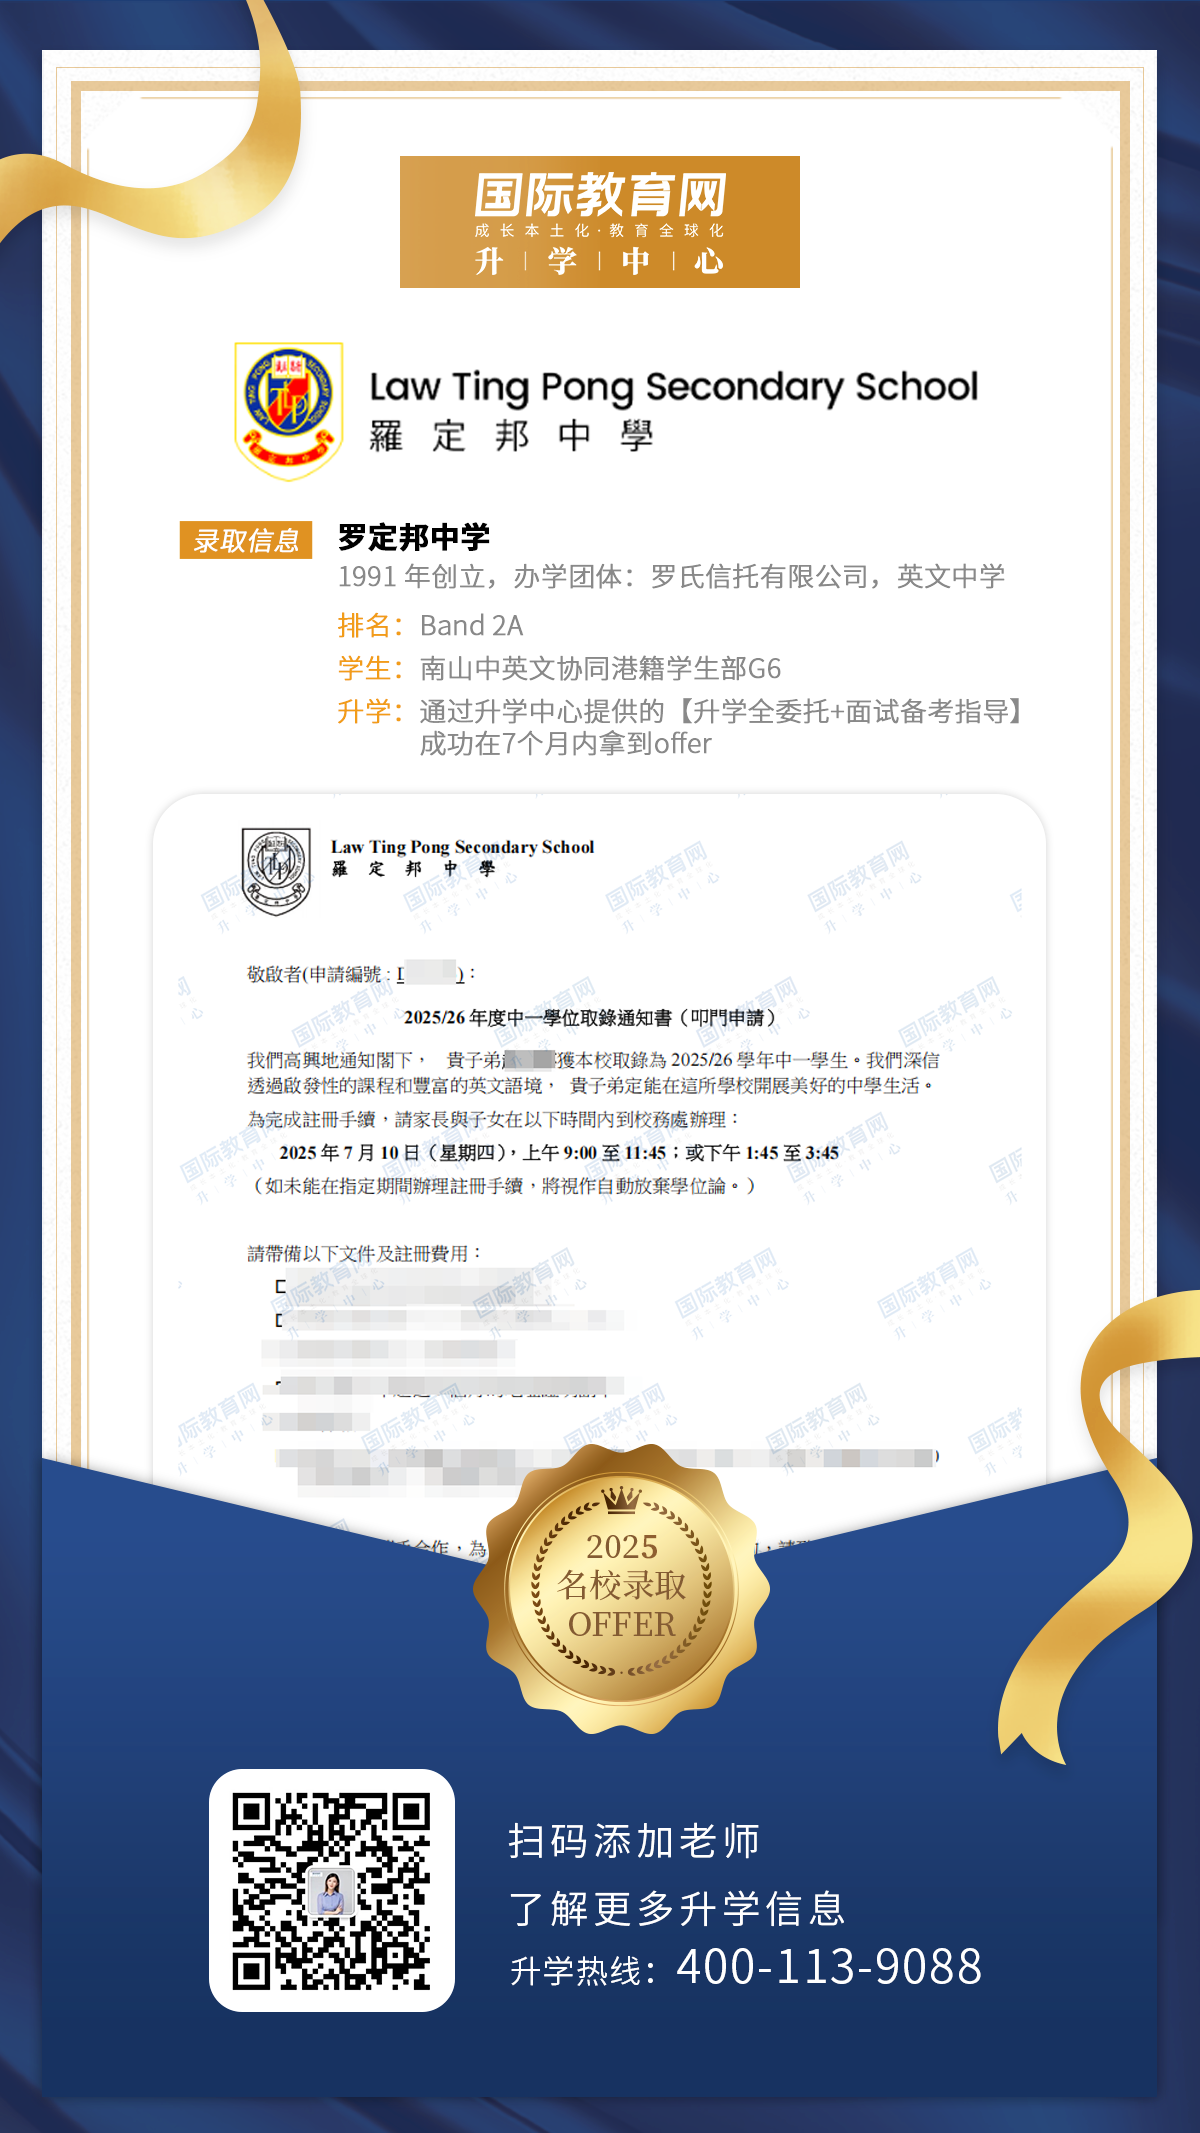 国际教育网
成长本土化·教育全球化
升|学|中|心
Law Ting Pong Secondary School
羅定邦中學
录取信息
罗定邦中学
1991 年创立，办学团体：罗氏信托有限公司，英文中学
排名：Band 2A
学生：南山中英文协同港籍学生部G6
升学：通过升学中心提供的【升学全委托+面试备考指导】
成功在7个月内拿到offer
Law Ting Pong Secondary School
羅定邦中學
敬啟者(申請編號 :
)：
2025/26 年度中一學位取錄通知書（叩門申請）
我們高興地通知閣下， 貴子弟
獲本校取錄為 2025/26 學年中一學生。我們深信
透過啟發性的課程和豐富的英文語境， 貴子弟定能在這所學校開展美好的中學生活。
為完成註冊手續，請家長與子女在以下時間內到校務處辦理：
2025 年 7 月 10 日（星期四），上午 9:00 至 11:45；或下午 1:45 至 3:45
（如未能在指定期間辦理註冊手續，將視作自動放棄學位論。）
請帶備以下文件及註冊費用：
合作，為
2025
名校录取
OFFER
扫码添加老师
了解更多升学信息
升学热线：400-113-9088